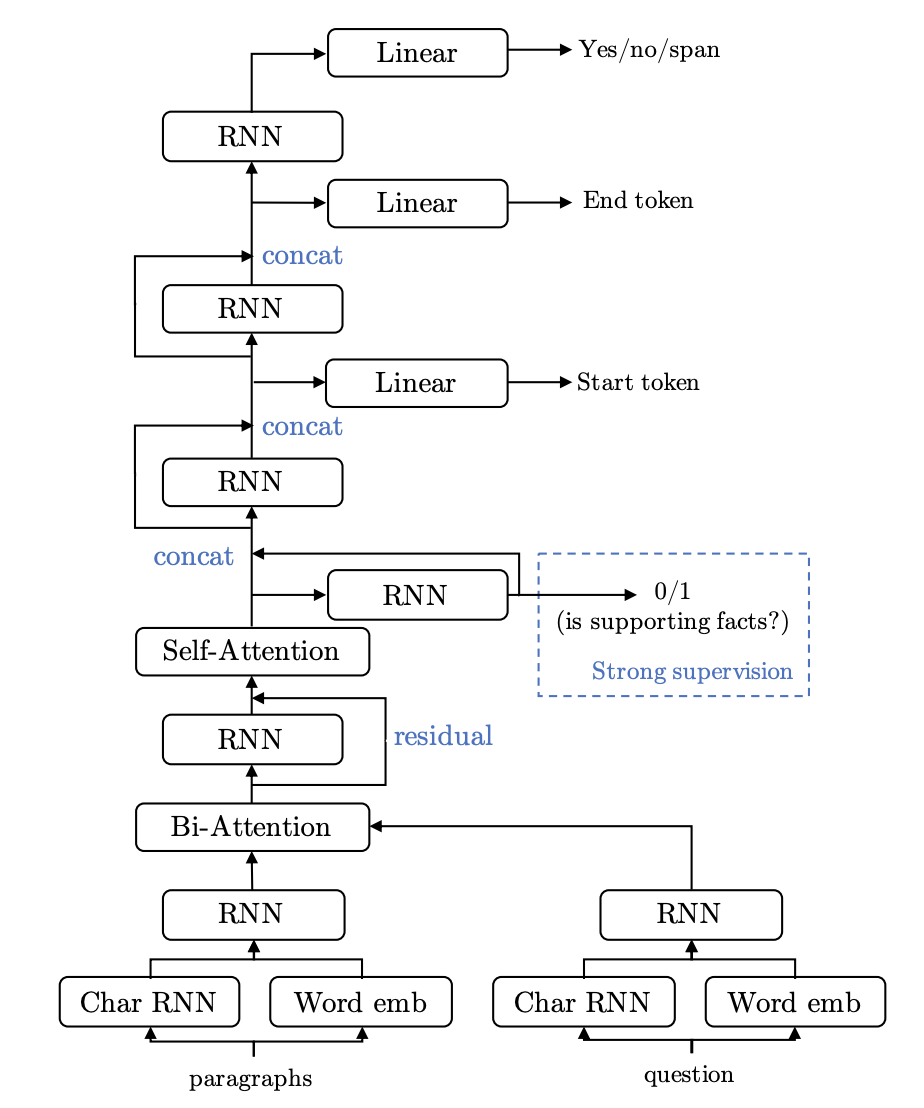 Linear
Yes/no/span
RNN
Linear
End token
concat
RNN
Linear
Start token
concat
RNN
concat
RNN
0/1
(is supporting facts?)
Self-Attention
Strong supervision
RNN
residual
Bi-Attention
RNN
RNN
Char RNN
Word emb
Char RNN
Word emb
paragraphs
question